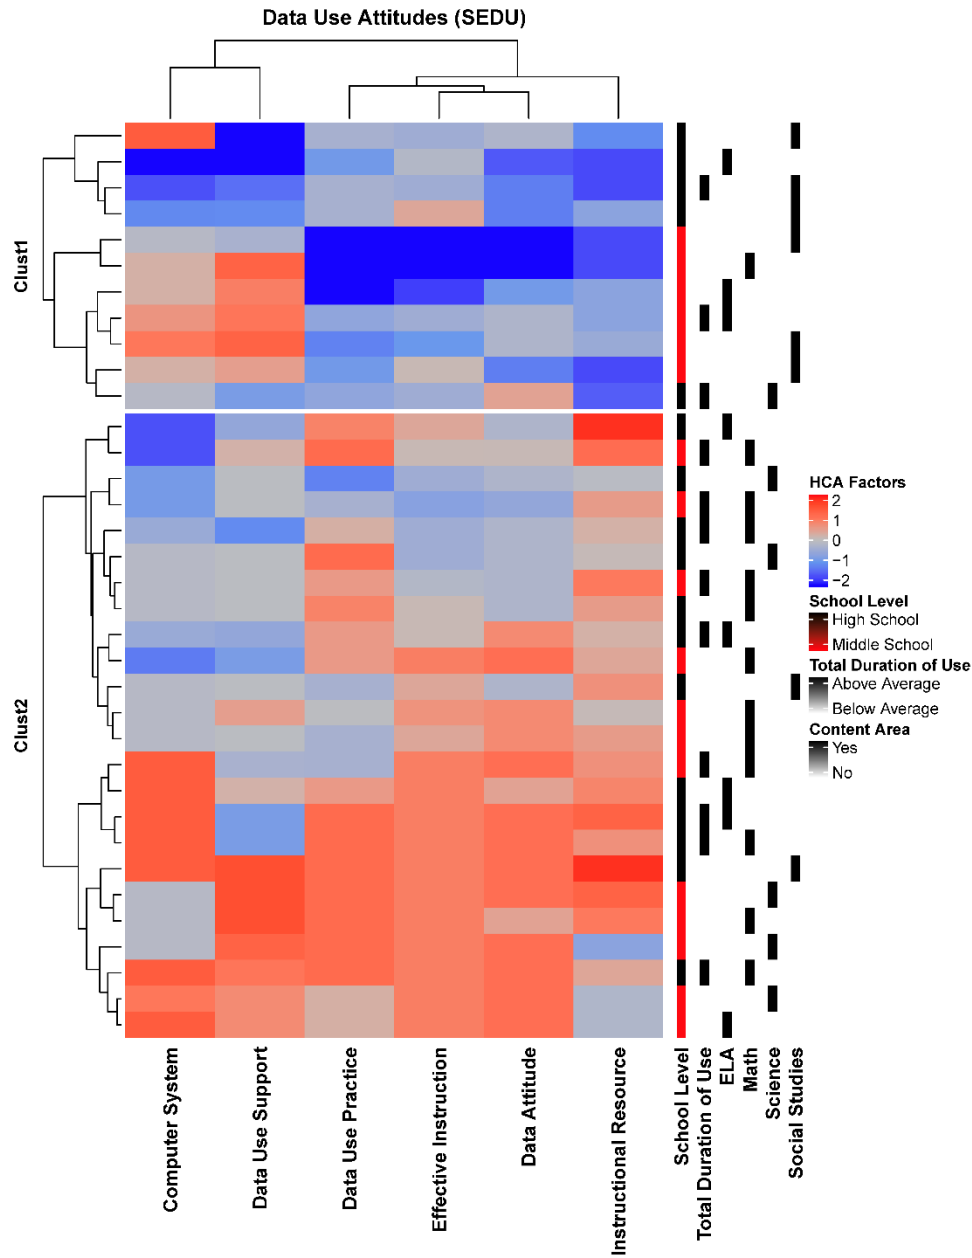 Data Use Attitudes (SEDU)
Clust1
Clust2
HCA Factors
2
1
0
−1
−2
School Level
High School
Middle School
Total Duration of Use
Above Average
Below Average
Content Area
Yes
No
Computer System
Data Use Support
Data Use Practice
Effective Instruction
Data Attitude
Instructional Resource
School Level
Total Duration of Use
ELA
Math
Science
Social Studies